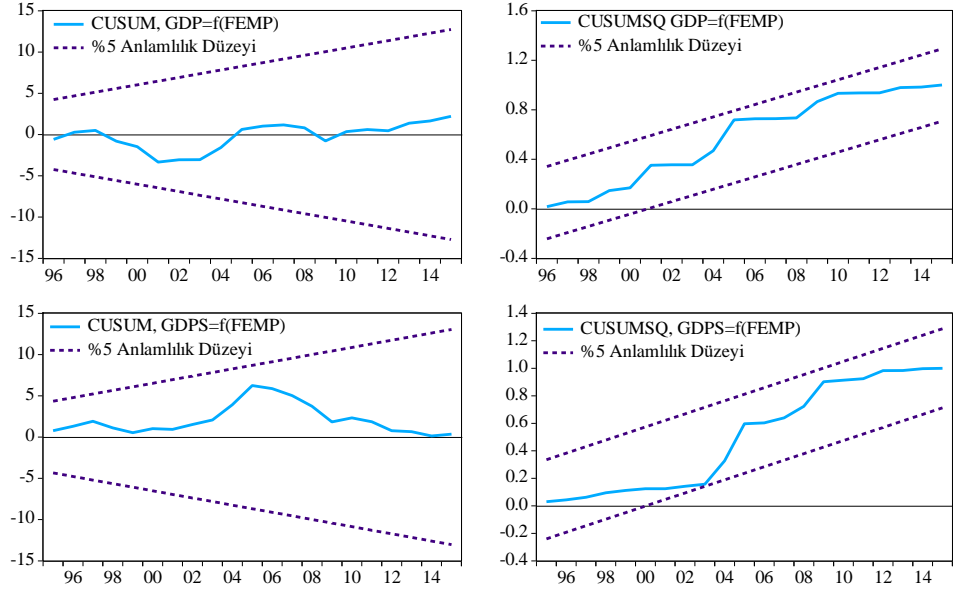 CUSUM, GDP=f(FEMP)
%5 Anlamlılık Düzeyi
15
10
5
0
-5
-10
-15
96 98 00 02 04 06 08 10 12 14
CUSUMSQ GDP=f(FEMP)
%5 Anlamlılık Düzeyi
1.6
1.2
0.8
0.4
0.0
-0.4
96 98 00 02 04 06 08 10 12 14
CUSUM, GDPS=f(FEMP)
%5 Anlamlılık Düzeyi
15
10
5
0
-5
-10
-15
96 98 00 02 04 06 08 10 12 14
CUSUMSQ, GDPS=f(FEMP)
%5 Anlamlılık Düzeyi
1.4
1.2
1.0
0.8
0.6
0.4
0.2
0.0
-0.2
-0.4
96 98 00 02 04 06 08 10 12 14